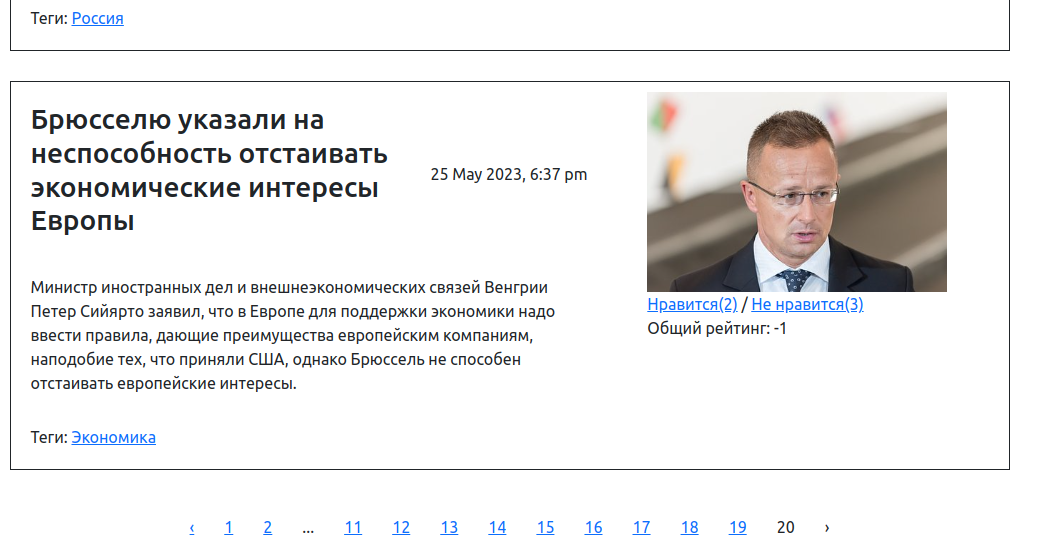 Теги: Россия
Брюсселю указали на
неспособность отстаивать
экономические интересы
Европы
25 May 2023, 6:37 pm
Министр иностранных дел и внешнеэкономических связей Венгрии
Петер Сийярто заявил, что в Европе для поддержки экономики надо
ввести правила, дающие преимущества европейским компаниям,
наподобие тех, что приняли США, однако Брюссель не способен
отстаивать европейские интересы.
Теги: Экономика
Нравится(2) / Не нравится(3)
Общий рейтинг: -1
‹ 1 2 ... 11 12 13 14 15 16 17 18 19 20 ›